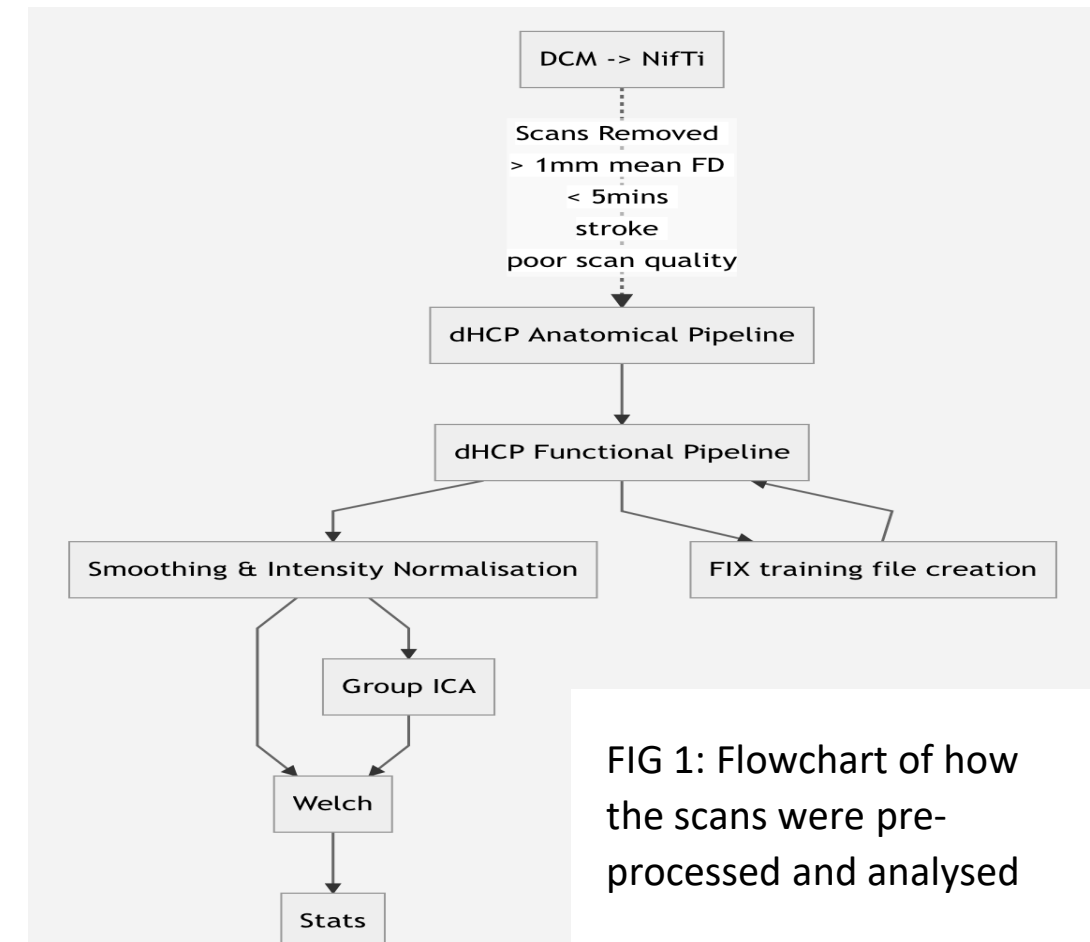 DCM -> NifTi
Scans Removed
> 1mm mean FD
< 5mins
stroke
poor scan quality
dHCP Anatomical Pipeline
dHCP Functional Pipeline
Smoothing & Intensity Normalisation
FIX training file creation
Group ICA
Welch
Stats
FIG 1: Flowchart of how
the scans were pre-
processed and analysed